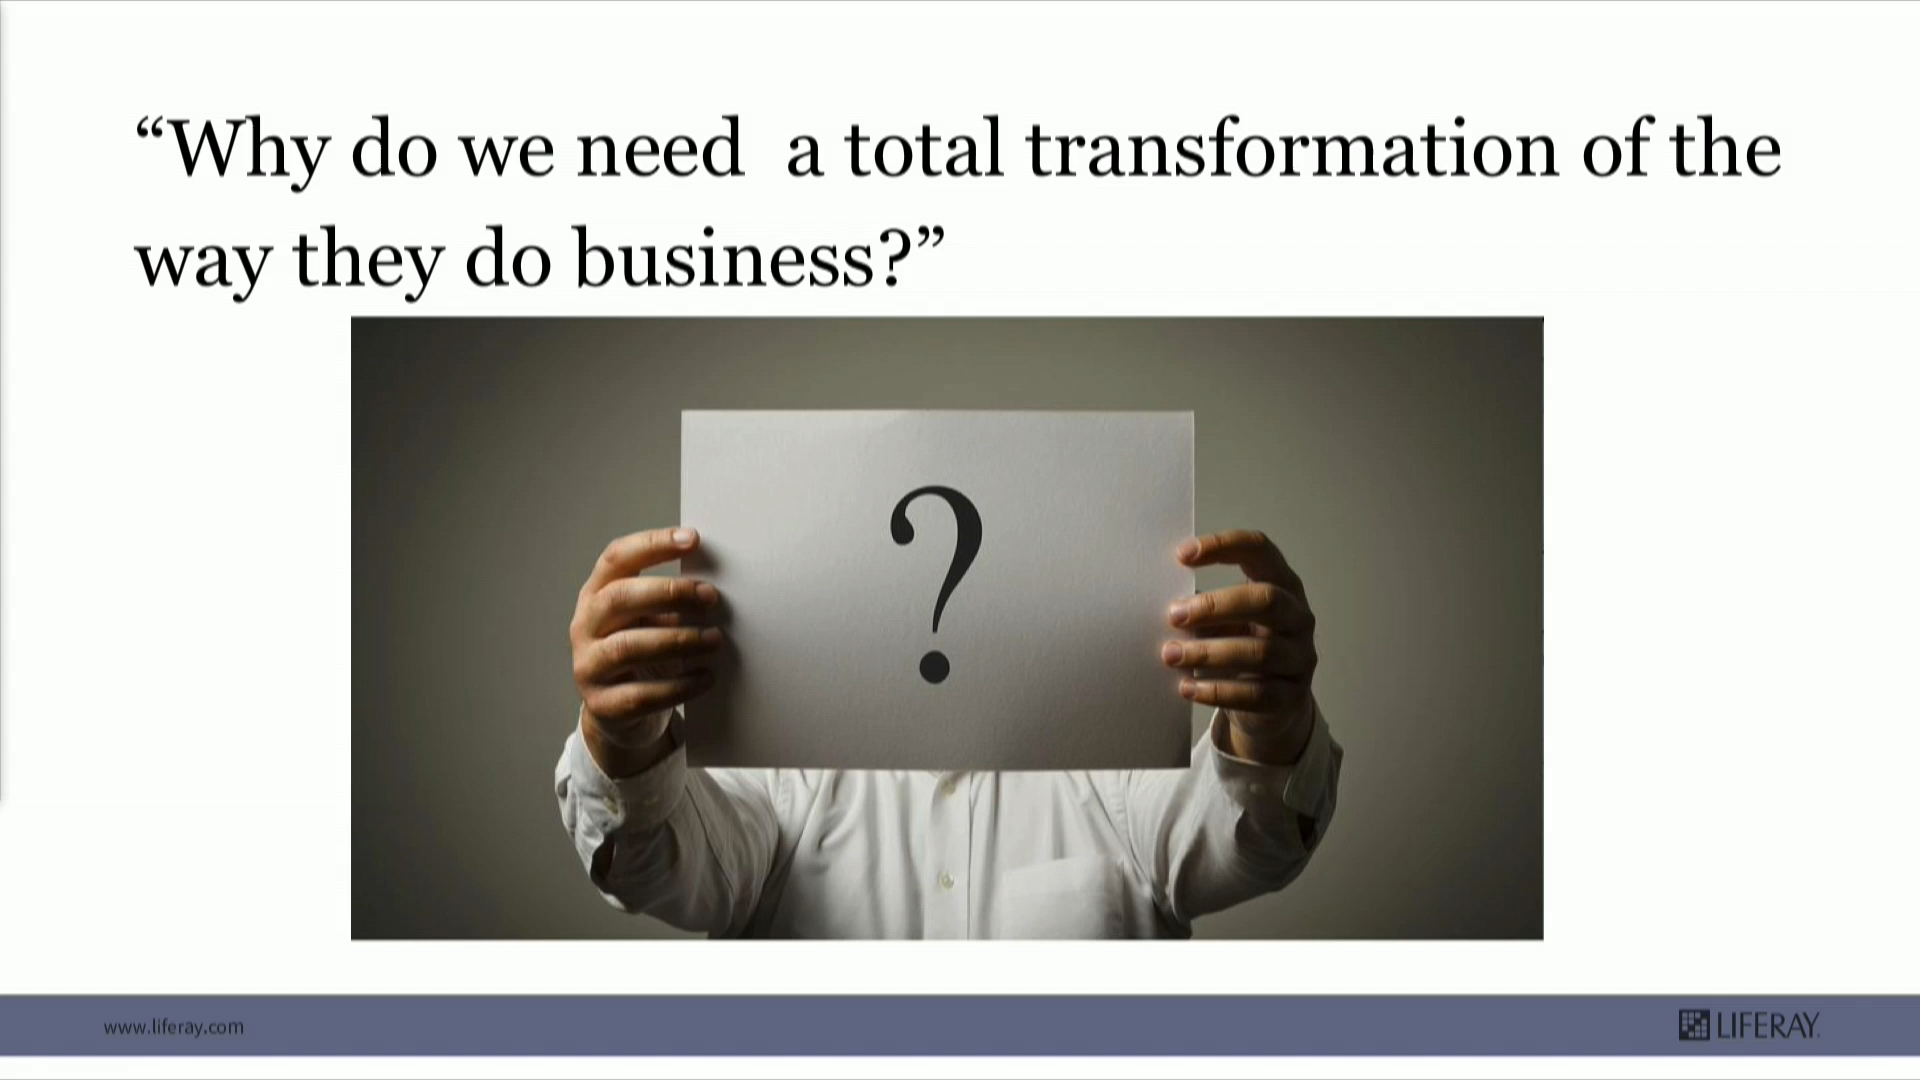 “Why do we need  a total transformation of the
way they do business?”
?
www.liferay.com
LIFERAY.